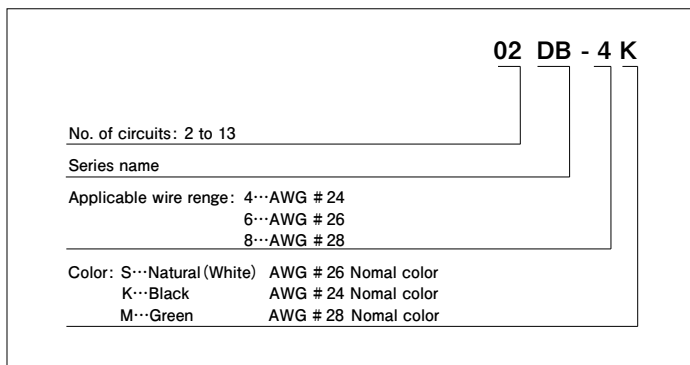 02 DB - 4 K
No. of circuits: 2 to 13
Series name
Applicable wire renge: 4…AWG #24
6…AWG #26
8…AWG #28
Color: S…Natural(White) AWG #26 Nomal color
K…Black AWG #24 Nomal color
M…Green AWG #28 Nomal color